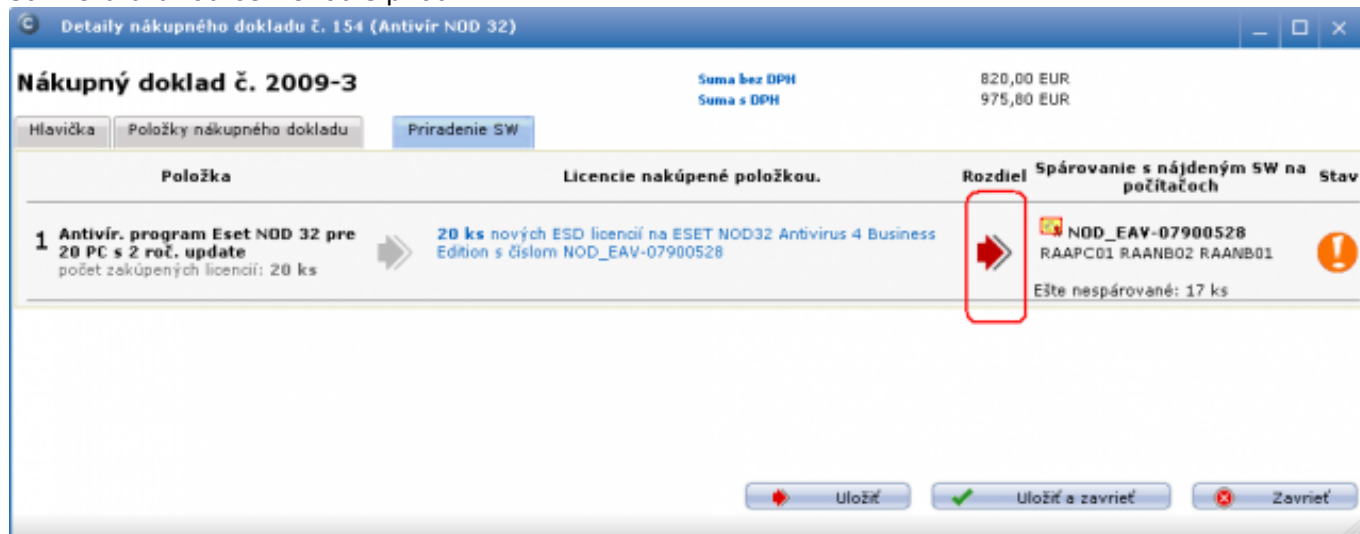 Detaily nákupného dokladu č. 154 (Antivír NOD 32)
Nákupný doklad č. 2009-3
Suma bez DPH 820,00 EUR
Suma s DPH 975,80 EUR
Hlavička Položky nákupného dokladu Priradenie SW
Položka Licencie nakúpené položkou. Rozdiel Spárovanie s nájdeným SW na počítačoch Stav
1 Antivír. program Eset NOD 32 pre
20 PC s 2 roč. update
počet zakúpených licencií: 20 ks
20 ks nových ESD licencií na ESET NOD32 Antivirus 4 Business
Edition s číslom NOD_EAV-07900528
NOD_EAV-07900528
RAAPC01 RAANB02 RAANB01
Ešte nespárované: 17 ks
Uložiť Uložiť a zavrieť Zavrieť